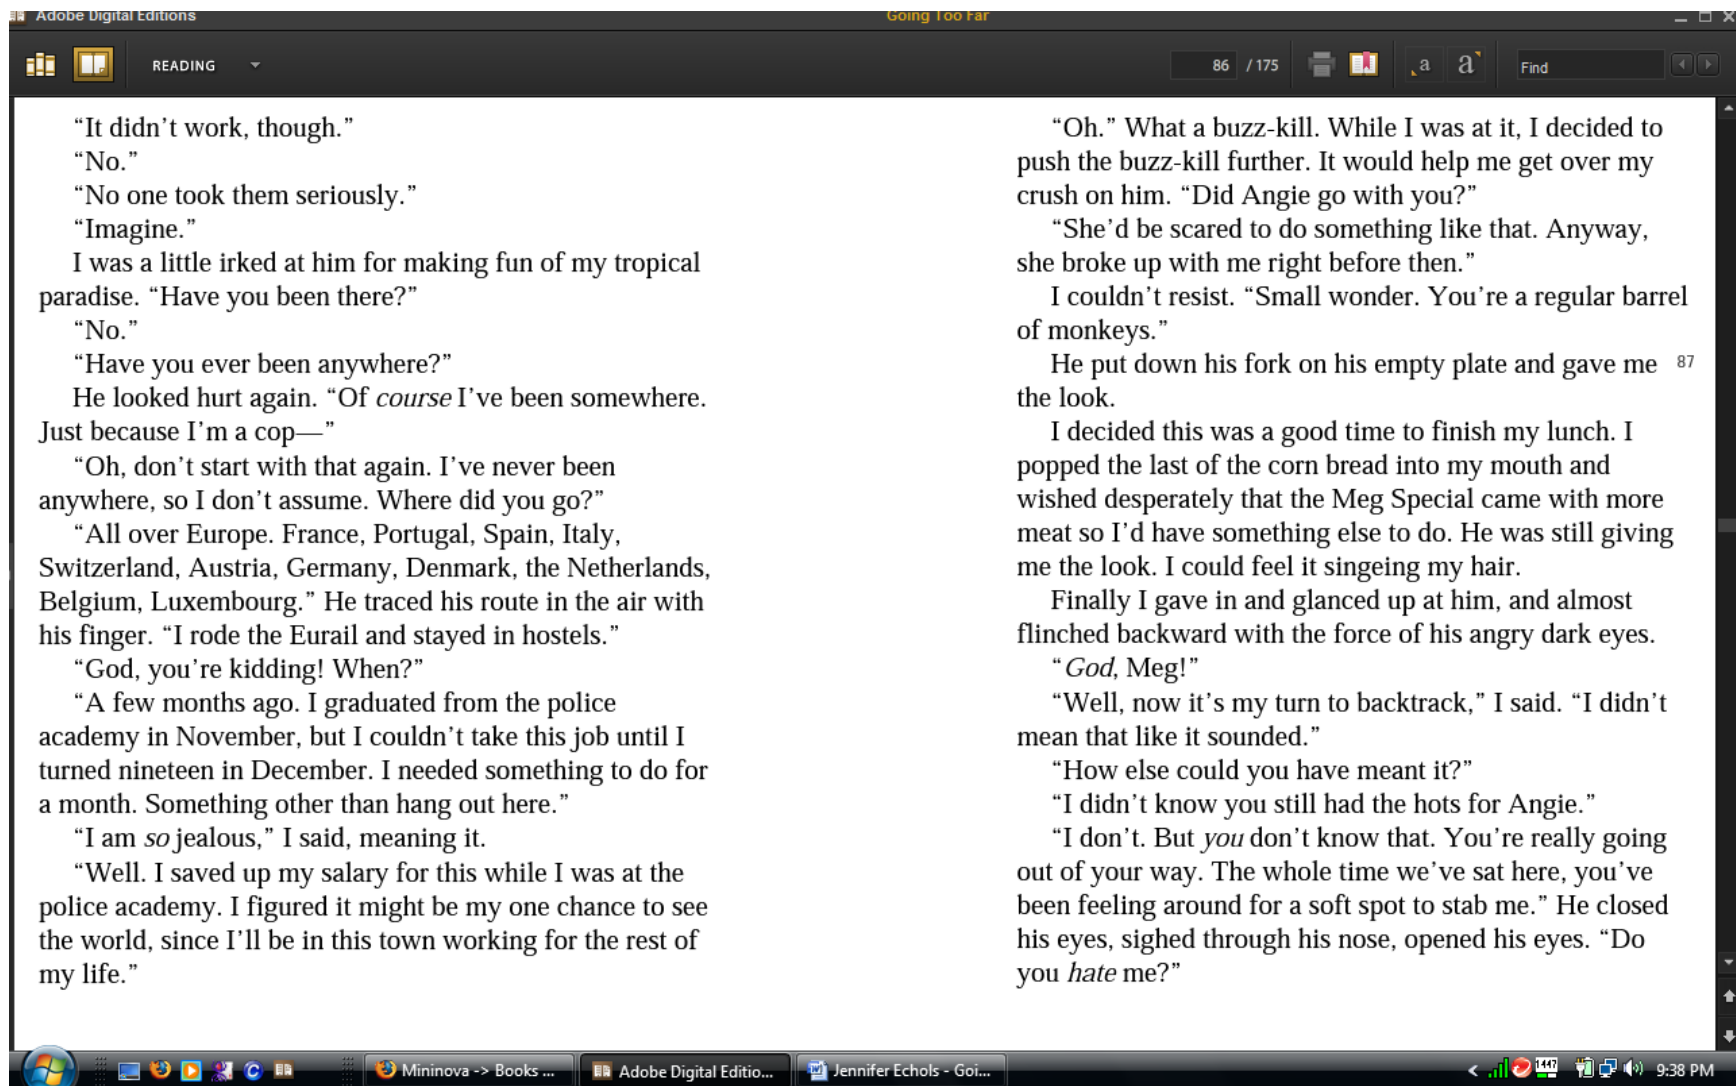 Adobe Digital Editions
Going Too Far
READING
86 / 175
a
a
Find
“It didn’t work, though.”
“No.”
“No one took them seriously.”
“Imagine.”
I was a little irked at him for making fun of my tropical
paradise. “Have you been there?”
“No.”
“Have you ever been anywhere?”
He looked hurt again. “Of course I’ve been somewhere.
Just because I’m a cop—”
“Oh, don’t start with that again. I’ve never been
anywhere, so I don’t assume. Where did you go?”
“All over Europe. France, Portugal, Spain, Italy,
Switzerland, Austria, Germany, Denmark, the Netherlands,
Belgium, Luxembourg.” He traced his route in the air with
his finger. “I rode the Eurail and stayed in hostels.”
“God, you’re kidding! When?”
“A few months ago. I graduated from the police
academy in November, but I couldn’t take this job until I
turned nineteen in December. I needed something to do for
a month. Something other than hang out here.”
“I am so jealous,” I said, meaning it.
“Well. I saved up my salary for this while I was at the
police academy. I figured it might be my one chance to see
the world, since I’ll be in this town working for the rest of
my life.”
“Oh.” What a buzz-kill. While I was at it, I decided to
push the buzz-kill further. It would help me get over my
crush on him. “Did Angie go with you?”
“She’d be scared to do something like that. Anyway,
she broke up with me right before then.”
I couldn’t resist. “Small wonder. You’re a regular barrel
of monkeys.”
He put down his fork on his empty plate and gave me 87
the look.
I decided this was a good time to finish my lunch. I
popped the last of the corn bread into my mouth and
wished desperately that the Meg Special came with more
meat so I’d have something else to do. He was still giving
me the look. I could feel it singeing my hair.
Finally I gave in and glanced up at him, and almost
flinched backward with the force of his angry dark eyes.
“God, Meg!”
“Well, now it’s my turn to backtrack,” I said. “I didn’t
mean that like it sounded.”
“How else could you have meant it?”
“I didn’t know you still had the hots for Angie.”
“I don’t. But you don’t know that. You’re really going
out of your way. The whole time we’ve sat here, you’ve
been feeling around for a soft spot to stab me.” He closed
his eyes, sighed through his nose, opened his eyes. “Do
you hate me?”
Mininova -> Books ...
Adobe Digital Editio...
Jennifer Echols - Goi...
9:38 PM